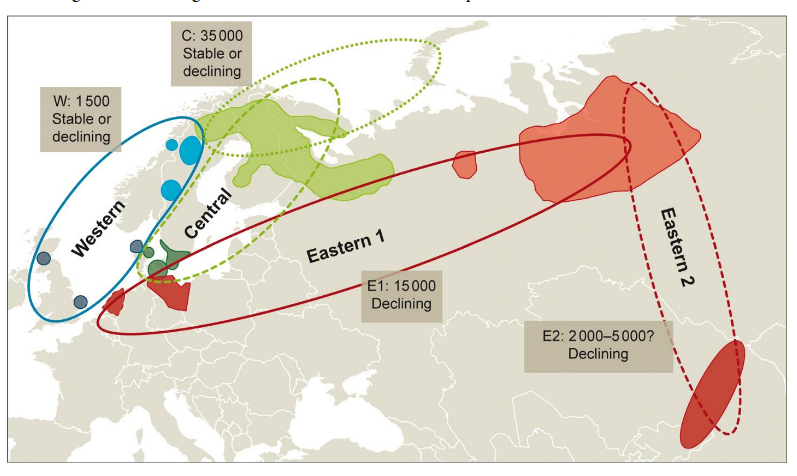 C: 35 000
Stable or
declining
W: 1 500
Stable or
declining
Western
Central
Eastern 1
Eastern 2
E1: 15 000
Declining
E2: 2 000–5 000?
Declining